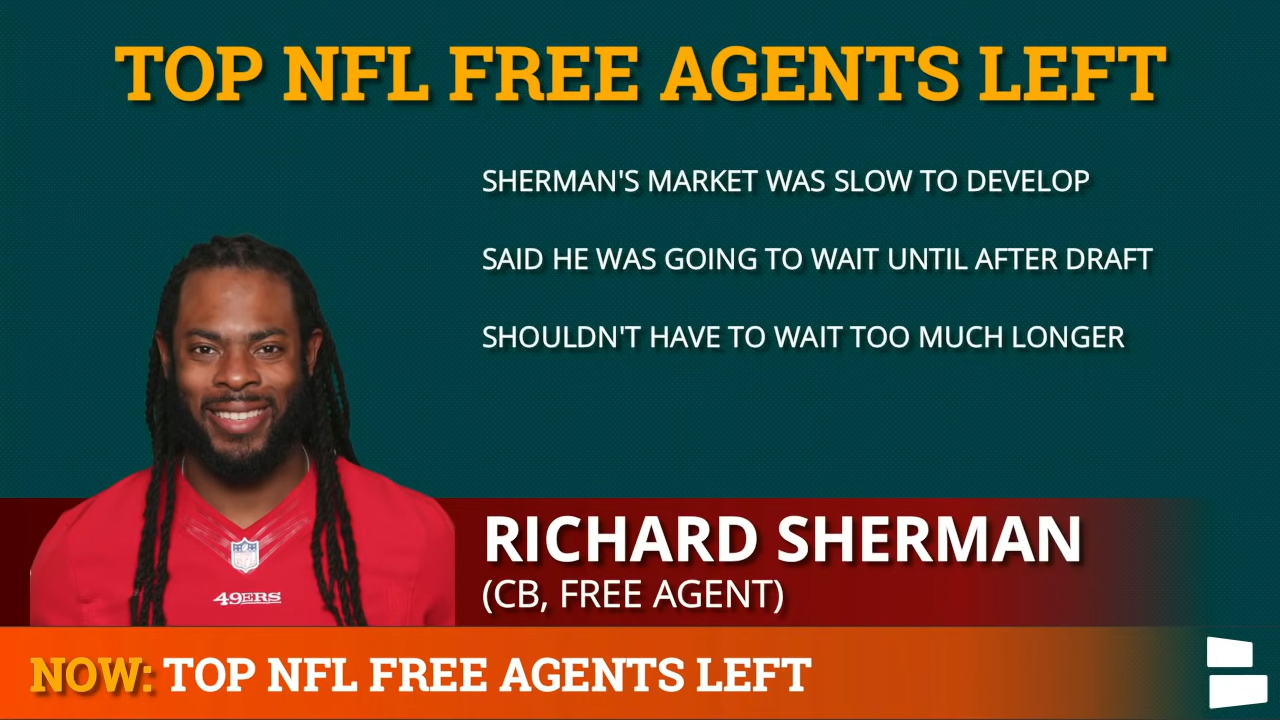 TOP NFL FREE AGENTS LEFT
SHERMAN'S MARKET WAS SLOW TO DEVELOP
SAID HE WAS GOING TO WAIT UNTIL AFTER DRAFT
SHOULDN'T HAVE TO WAIT TOO MUCH LONGER
NFL
49ERS
RICHARD SHERMAN
(CB, FREE AGENT)
NOW: TOP NFL FREE AGENTS LEFT